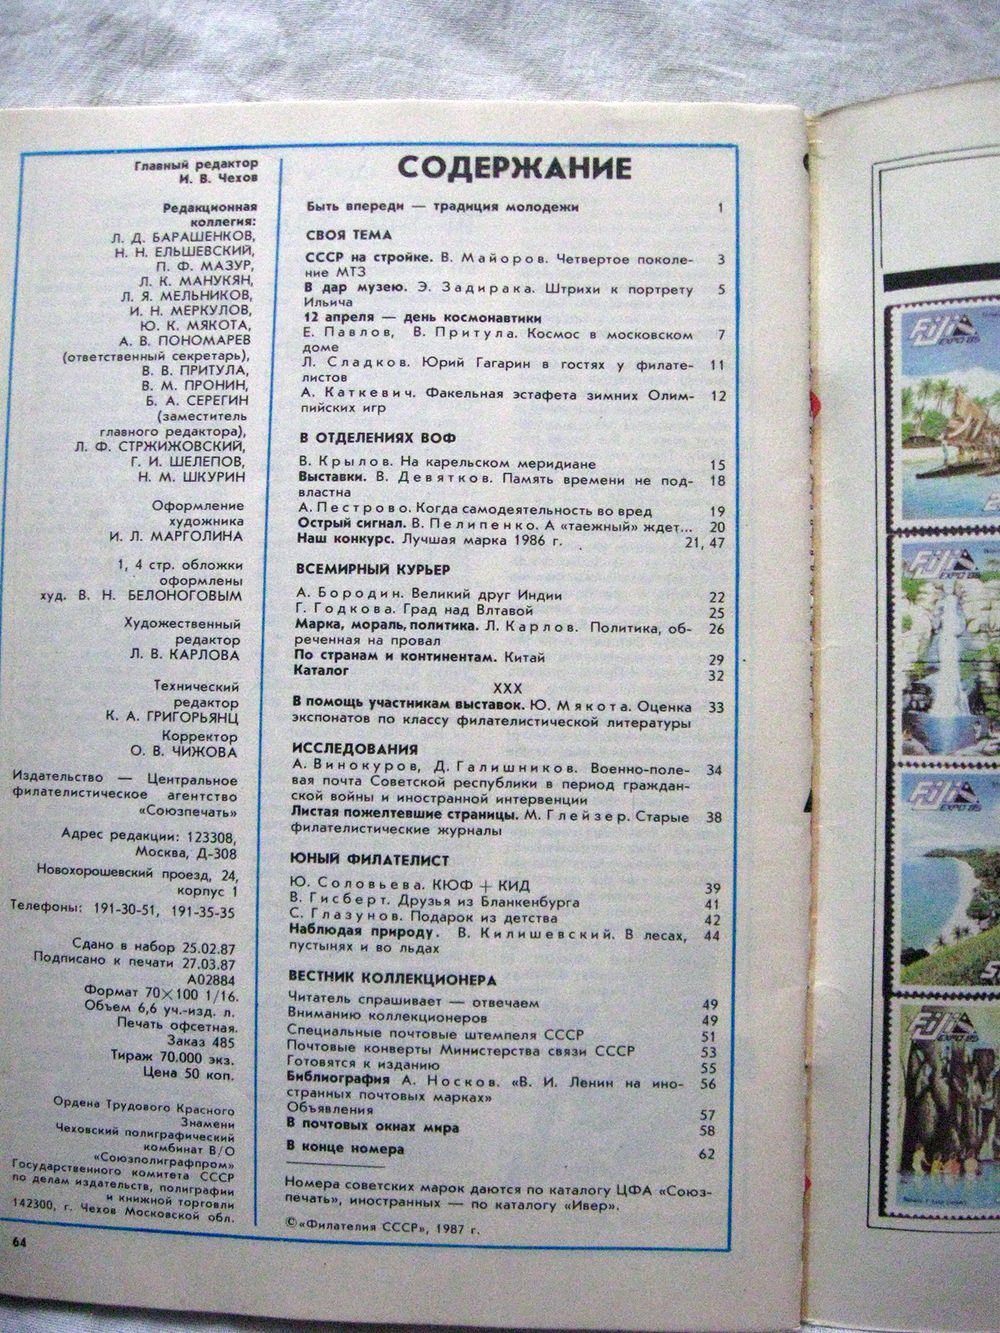 Главный редактор
И. В. Чехов
Редакционная
коллегия:
Л. Д. БАРАШЕНКОВ,
Н. Н. ЕЛЬШЕВСКИЙ,
П. Ф. МАЗУР,
Л. К. МАНУКЯН,
Л. Я. МЕЛЬНИКОВ,
И. Н. МЕРКУЛОВ,
Ю. К. МЯКОТА,
А. В. ПОНОМАРЕВ
(ответственный секретарь),
В. В. ПРИТУЛА,
В. М. ПРОНИН,
Б. А. СЕРЕГИН
(заместитель
главного редактора),
Л. Ф. СТРЖИЖОВСКИЙ,
Г. И. ШЕЛЕПОВ,
Н. М. ШКУРИН
Оформление
художника
И. Л. МАРГОЛИНА
1, 4 стр. обложки
оформлены
худ. В. Н. БЕЛОНОГОВЫМ
Художественный
редактор
Л. В. КАРЛОВА
Технический
редактор
К. А. ГРИГОРЬЯНЦ
Корректор
О. В. ЧИЖОВА
Издательство — Центральное
филателистическое агентство
«Союзпечать»
Адрес редакции: 123308,
Москва, Д-308
Новохорошевский проезд, 24,
корпус 1
Телефоны: 191-30-51, 191-35-35
Сдано в набор 25.02.87
Подписано к печати 27.03.87
А02884
Формат 70×100 1/16.
Объем 6,6 уч.-изд. л.
Печать офсетная.
Заказ 485
Тираж 70.000 экз.
Цена 50 коп.
Ордена Трудового Красного
Знамени
Чеховский полиграфический
комбинат В/О
«Союзполиграфпром»
Государственного комитета СССР
по делам издательств, полиграфии
и книжной торговли
142300, г. Чехов Московской обл.
64
СОДЕРЖАНИЕ
Быть впереди — традиция молодежи 1
СВОЯ ТЕМА
СССР на стройке. В. Майоров. Четвертое поколе- 3
ние МТЗ
В дар музею. Э. Задирака. Штрихи к портрету 5
Ильича
12 апреля — день космонавтики
Е. Павлов, В. Притула. Космос в московском 7
доме
Л. Сладков. Юрий Гагарин в гостях у филате- 11
листов
А. Каткевич. Факельная эстафета зимних Олим- 12
пийских игр
В ОТДЕЛЕНИЯХ ВОФ
В. Крылов. На карельском меридиане 15
Выставки. В. Девятков. Память времени не под- 18
властна
А. Пестрово. Когда самодеятельность во вред 19
Острый сигнал. В. Пелипенко. А «таежный» ждет... 20
Наш конкурс. Лучшая марка 1986 г. 21, 47
ВСЕМИРНЫЙ КУРЬЕР
А. Бородин. Великий друг Индии 22
Г. Годкова. Град над Влтавой 25
Марка, мораль, политика. Л. Карлов. Политика, об- 26
реченная на провал
По странам и континентам. Китай 29
Каталог 32
XXX
В помощь участникам выставок. Ю. Мякота. Оценка 33
экспонатов по классу филателистической литературы
ИССЛЕДОВАНИЯ
А. Винокуров, Д. Галишников. Военно-поле- 34
вая почта Советской республики в период граждан-
ской войны и иностранной интервенции
Листая пожелтевшие страницы. М. Глейзер. Старые 38
филателистические журналы
ЮНЫЙ ФИЛАТЕЛИСТ
Ю. Соловьева. КЮФ + КИД 39
В. Гисберт. Друзья из Бланкенбурга 41
С. Глазунов. Подарок из детства 42
Наблюдая природу. В. Килишевский. В лесах, 44
пустынях и во льдах
ВЕСТНИК КОЛЛЕКЦИОНЕРА
Читатель спрашивает — отвечаем 49
Вниманию коллекционеров 49
Специальные почтовые штемпеля СССР 51
Почтовые конверты Министерства связи СССР 53
Готовятся к изданию 55
Библиография А. Носков. «В. И. Ленин на ино- 56
странных почтовых марках»
Объявления 57
В почтовых окнах мира 58
В конце номера 62
Номера советских марок даются по каталогу ЦФА «Союз-
печать», иностранных — по каталогу «Ивер».
©«Филателия СССР», 1987 г.
Fiji
EXPO 85
Fiji
EXPO 85
Fiji
EXPO 85
Fiji
EXPO 85